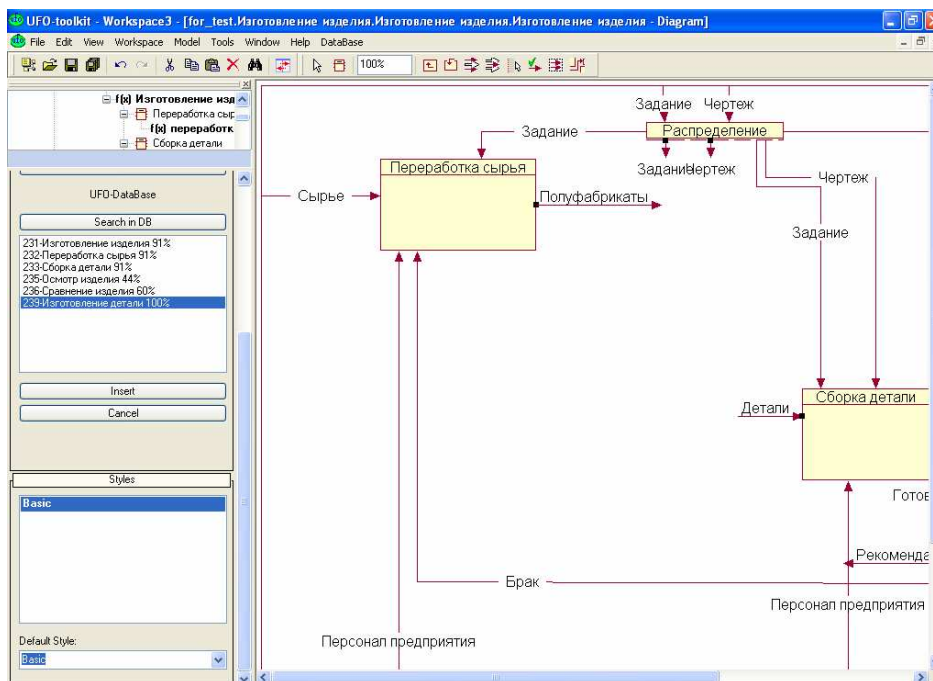 UFO-toolkit - Workspace3 - [for_test.Изготовление изделия.Изготовление изделия.Изготовление изделия - Diagram]
File Edit View Workspace Model Tools Window Help DataBase
100%
f(x) Изготовление изд
Переработка сыр
f(x) переработк
Сборка детали
UFO-DataBase
Search in DB
231-Изготовление изделия 91%
232-Переработка сырья 91%
233-Сборка детали 91%
235-Осмотр изделия 44%
236-Сравнение изделия 60%
239-Изготовление детали 100%
Insert
Cancel
Styles
Basic
Default Style:
Basic
Задание Чертеж
Задание
Распределение
Переработка сырья
Задание
Чертеж
Чертеж
Сырье
Полуфабрикаты
Задание
Сборка детали
Детали
Готов
Рекоменда
Брак
Персонал предприятия
Персонал предприятия